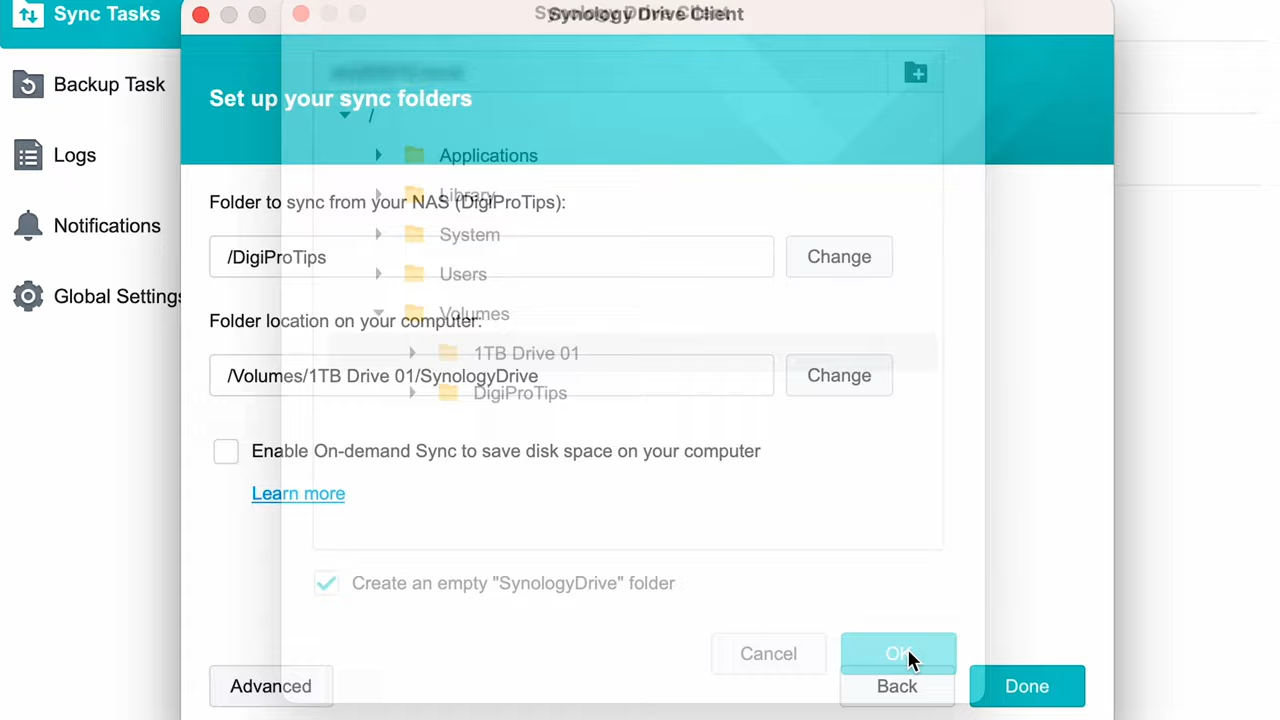 Sync Tasks
Backup Task
Logs
Notifications
Global Settings
Synology Drive Client
Set up your sync folders
/
Applications
Library
Folder to sync from your NAS (DigiProTips):
System
/DigiProTips
Change
Users
Volumes
Folder location on your computer:
1TB Drive 01
/Volumes/1TB Drive 01/SynologyDrive
Change
DigiProTips
Enable On-demand Sync to save disk space on your computer
Learn more
Create an empty "SynologyDrive" folder
Cancel
OK
Advanced
Back
Done